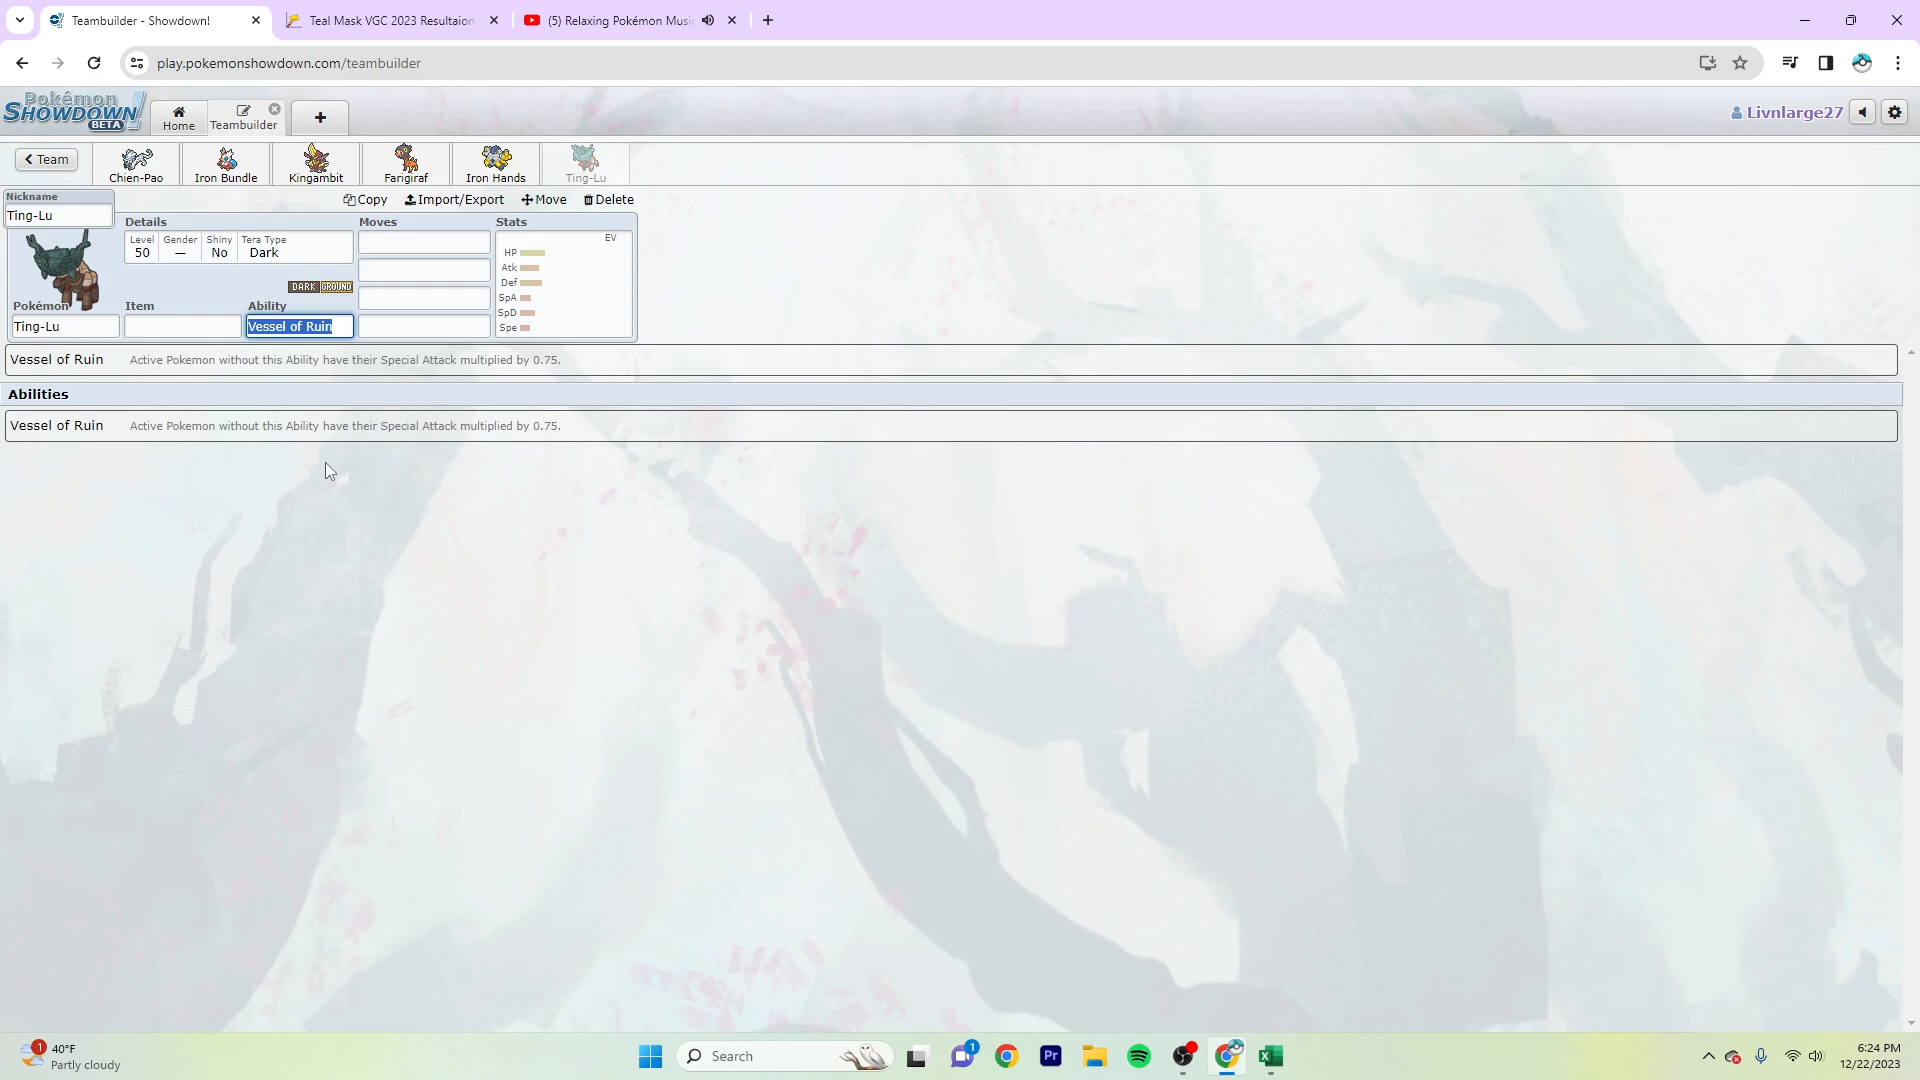 Teambuilder - Showdown!
Teal Mask VGC 2023 Resultaion
(5) Relaxing Pokémon Musi
play.pokemonshowdown.com/teambuilder
Pokémon
SHOWDOWN!
BETA
Home
Teambuilder
+
Livnlarge27
Team
Chien-Pao
Iron Bundle
Kingambit
Farigiraf
Iron Hands
Ting-Lu
Nickname
Ting-Lu
Copy
Import/Export
Move
Delete
Details
Moves
Stats
Level
Gender
Shiny
Tera Type
50
—
No
Dark
EV
HP
Atk
Def
SpA
SpD
Spe
DARK GROUND
Pokémon
Item
Ability
Ting-Lu
Vessel of Ruin
Vessel of Ruin Active Pokemon without this Ability have their Special Attack multiplied by 0.75.
Abilities
Vessel of Ruin Active Pokemon without this Ability have their Special Attack multiplied by 0.75.
1
40°F
Partly cloudy
Search
1
Pr
6:24 PM
12/22/2023